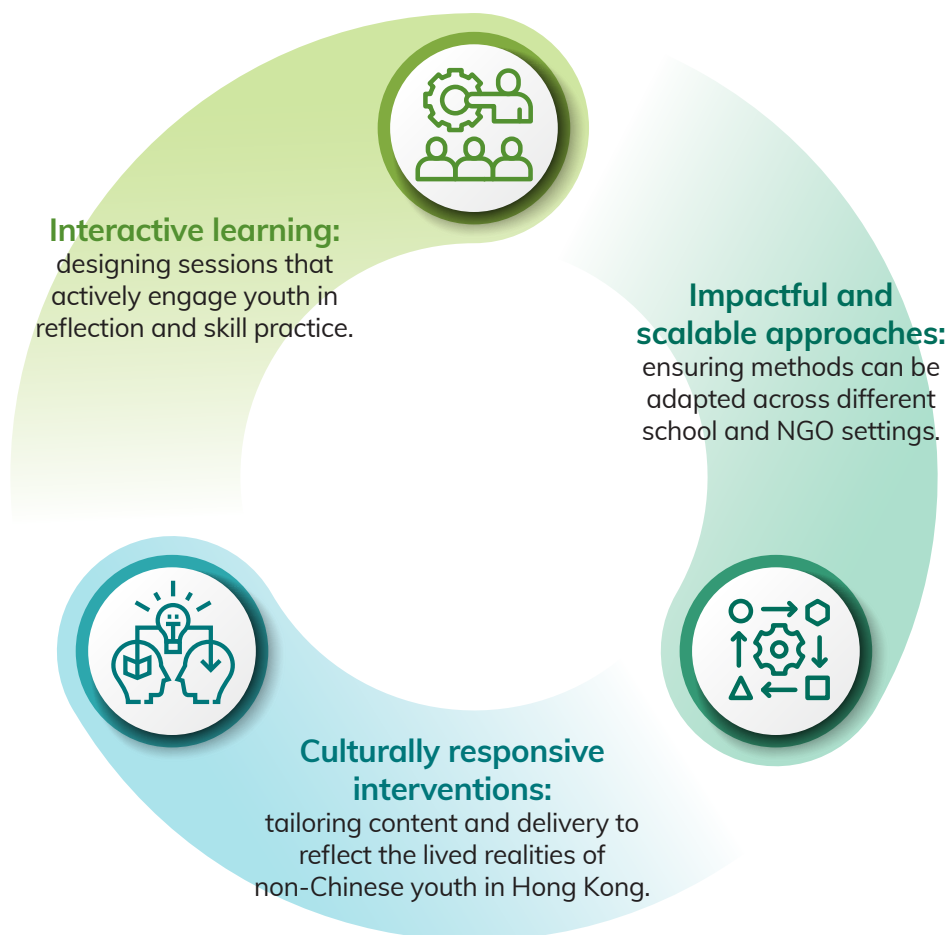 Interactive learning:
designing sessions that
actively engage youth in
reflection and skill practice.
Impactful and
scalable approaches:
ensuring methods can be
adapted across different
school and NGO settings.
Culturally responsive
interventions:
tailoring content and delivery to
reflect the lived realities of
non-Chinese youth in Hong Kong.